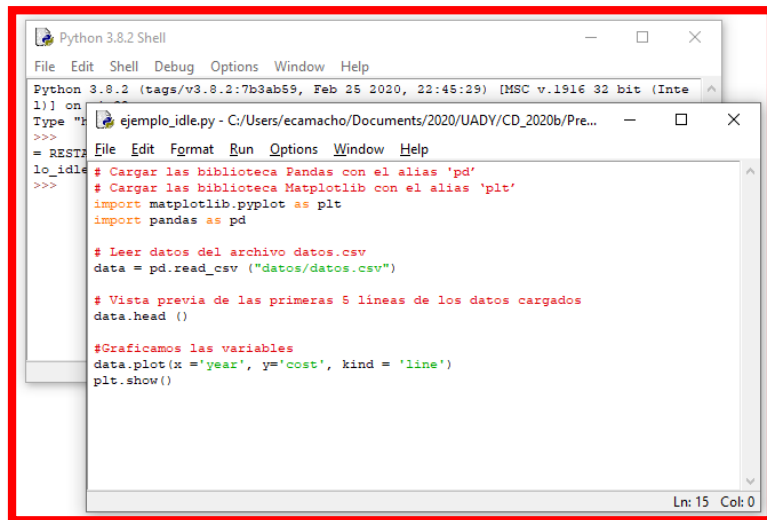 Python 3.8.2 Shell
File Edit Shell Debug Options Window Help
Python 3.8.2 (tags/v3.8.2:7b3ab59, Feb 25 2020, 22:45:29) [MSC v.1916 32 bit (Inte
l)] on
Type "
>>>
= RESTA
lo_idle
>>>
ejemplo_idle.py - C:/Users/ecamacho/Documents/2020/UADY/CD_2020b/Pre...
File Edit Format Run Options Window Help
# Cargar las biblioteca Pandas con el alias 'pd’
# Cargar las biblioteca Matplotlib con el alias ‘plt’
import matplotlib.pyplot as plt
import pandas as pd
# Leer datos del archivo datos.csv
data = pd.read_csv ("datos/datos.csv")
# Vista previa de las primeras 5 líneas de los datos cargados
data.head ()
#Graficamos las variables
data.plot(x ='year', y='cost', kind = 'line')
plt.show()
Ln: 15 Col: 0